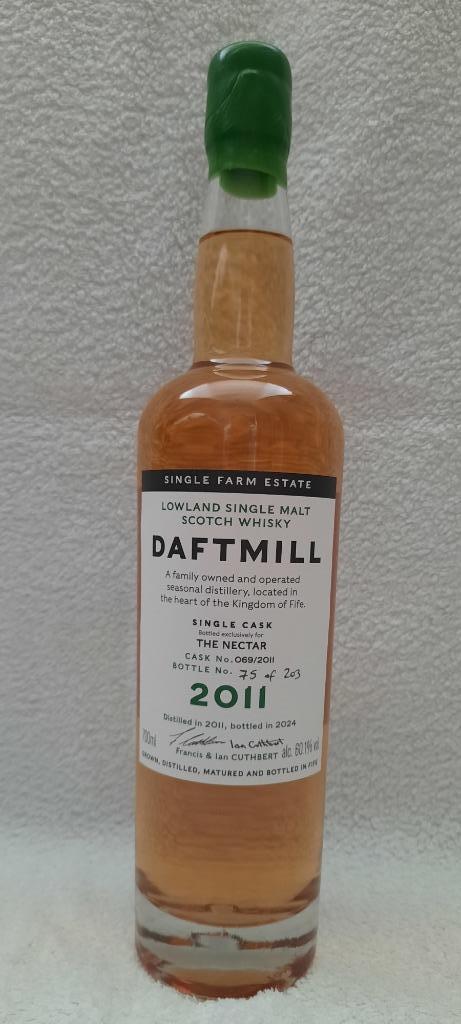 SINGLE FARM ESTATE
LOWLAND SINGLE MALT
SCOTCH WHISKY
DAFTMILL
A family owned and operated
seasonal distillery, located in
the heart of the Kingdom of Fife.
SINGLE CASK
Bottled exclusively for
THE NECTAR
CASK No. 069/2011
BOTTLE No. 75 of 203
2011
Distilled in 2011, bottled in 2024
Ian Cuthbert
700ml Francis & Ian CUTHBERT alc. 60.1% vol
GROWN, DISTILLED, MATURED AND BOTTLED IN FIFE